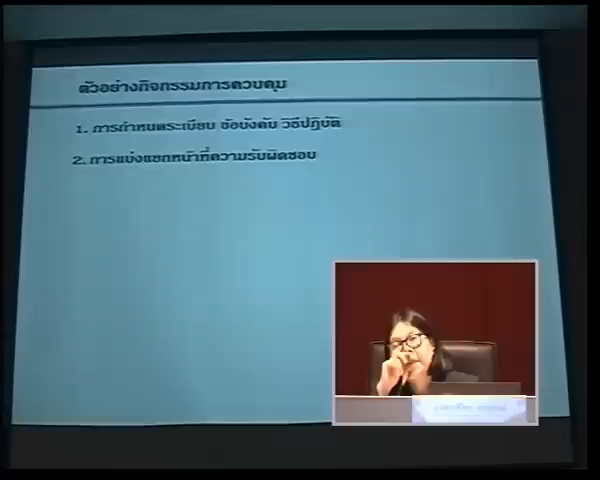 ตัวอย่างกิจกรรมการควบคุม
1. การกำหนดระเบียบ ข้อบังคับ วิธีปฏิบัติ
2. การแบ่งแยกหน้าที่ความรับผิดชอบ